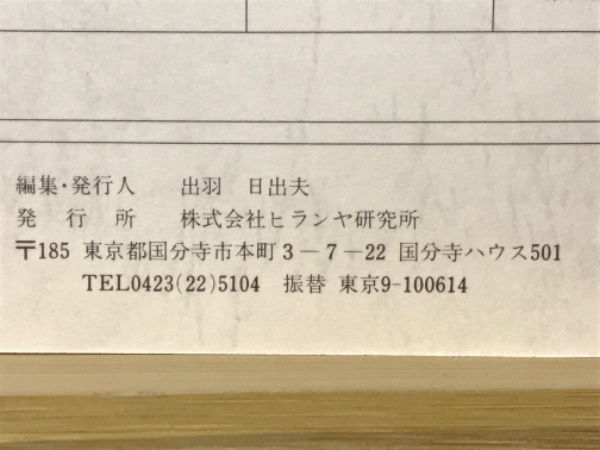 編集・発行人　出羽　日出夫
発行所　株式会社ヒランヤ研究所
〒185 東京都国分寺市本町3－7－22 国分寺ハウス501
TEL0423(22)5104　振替 東京9-100614